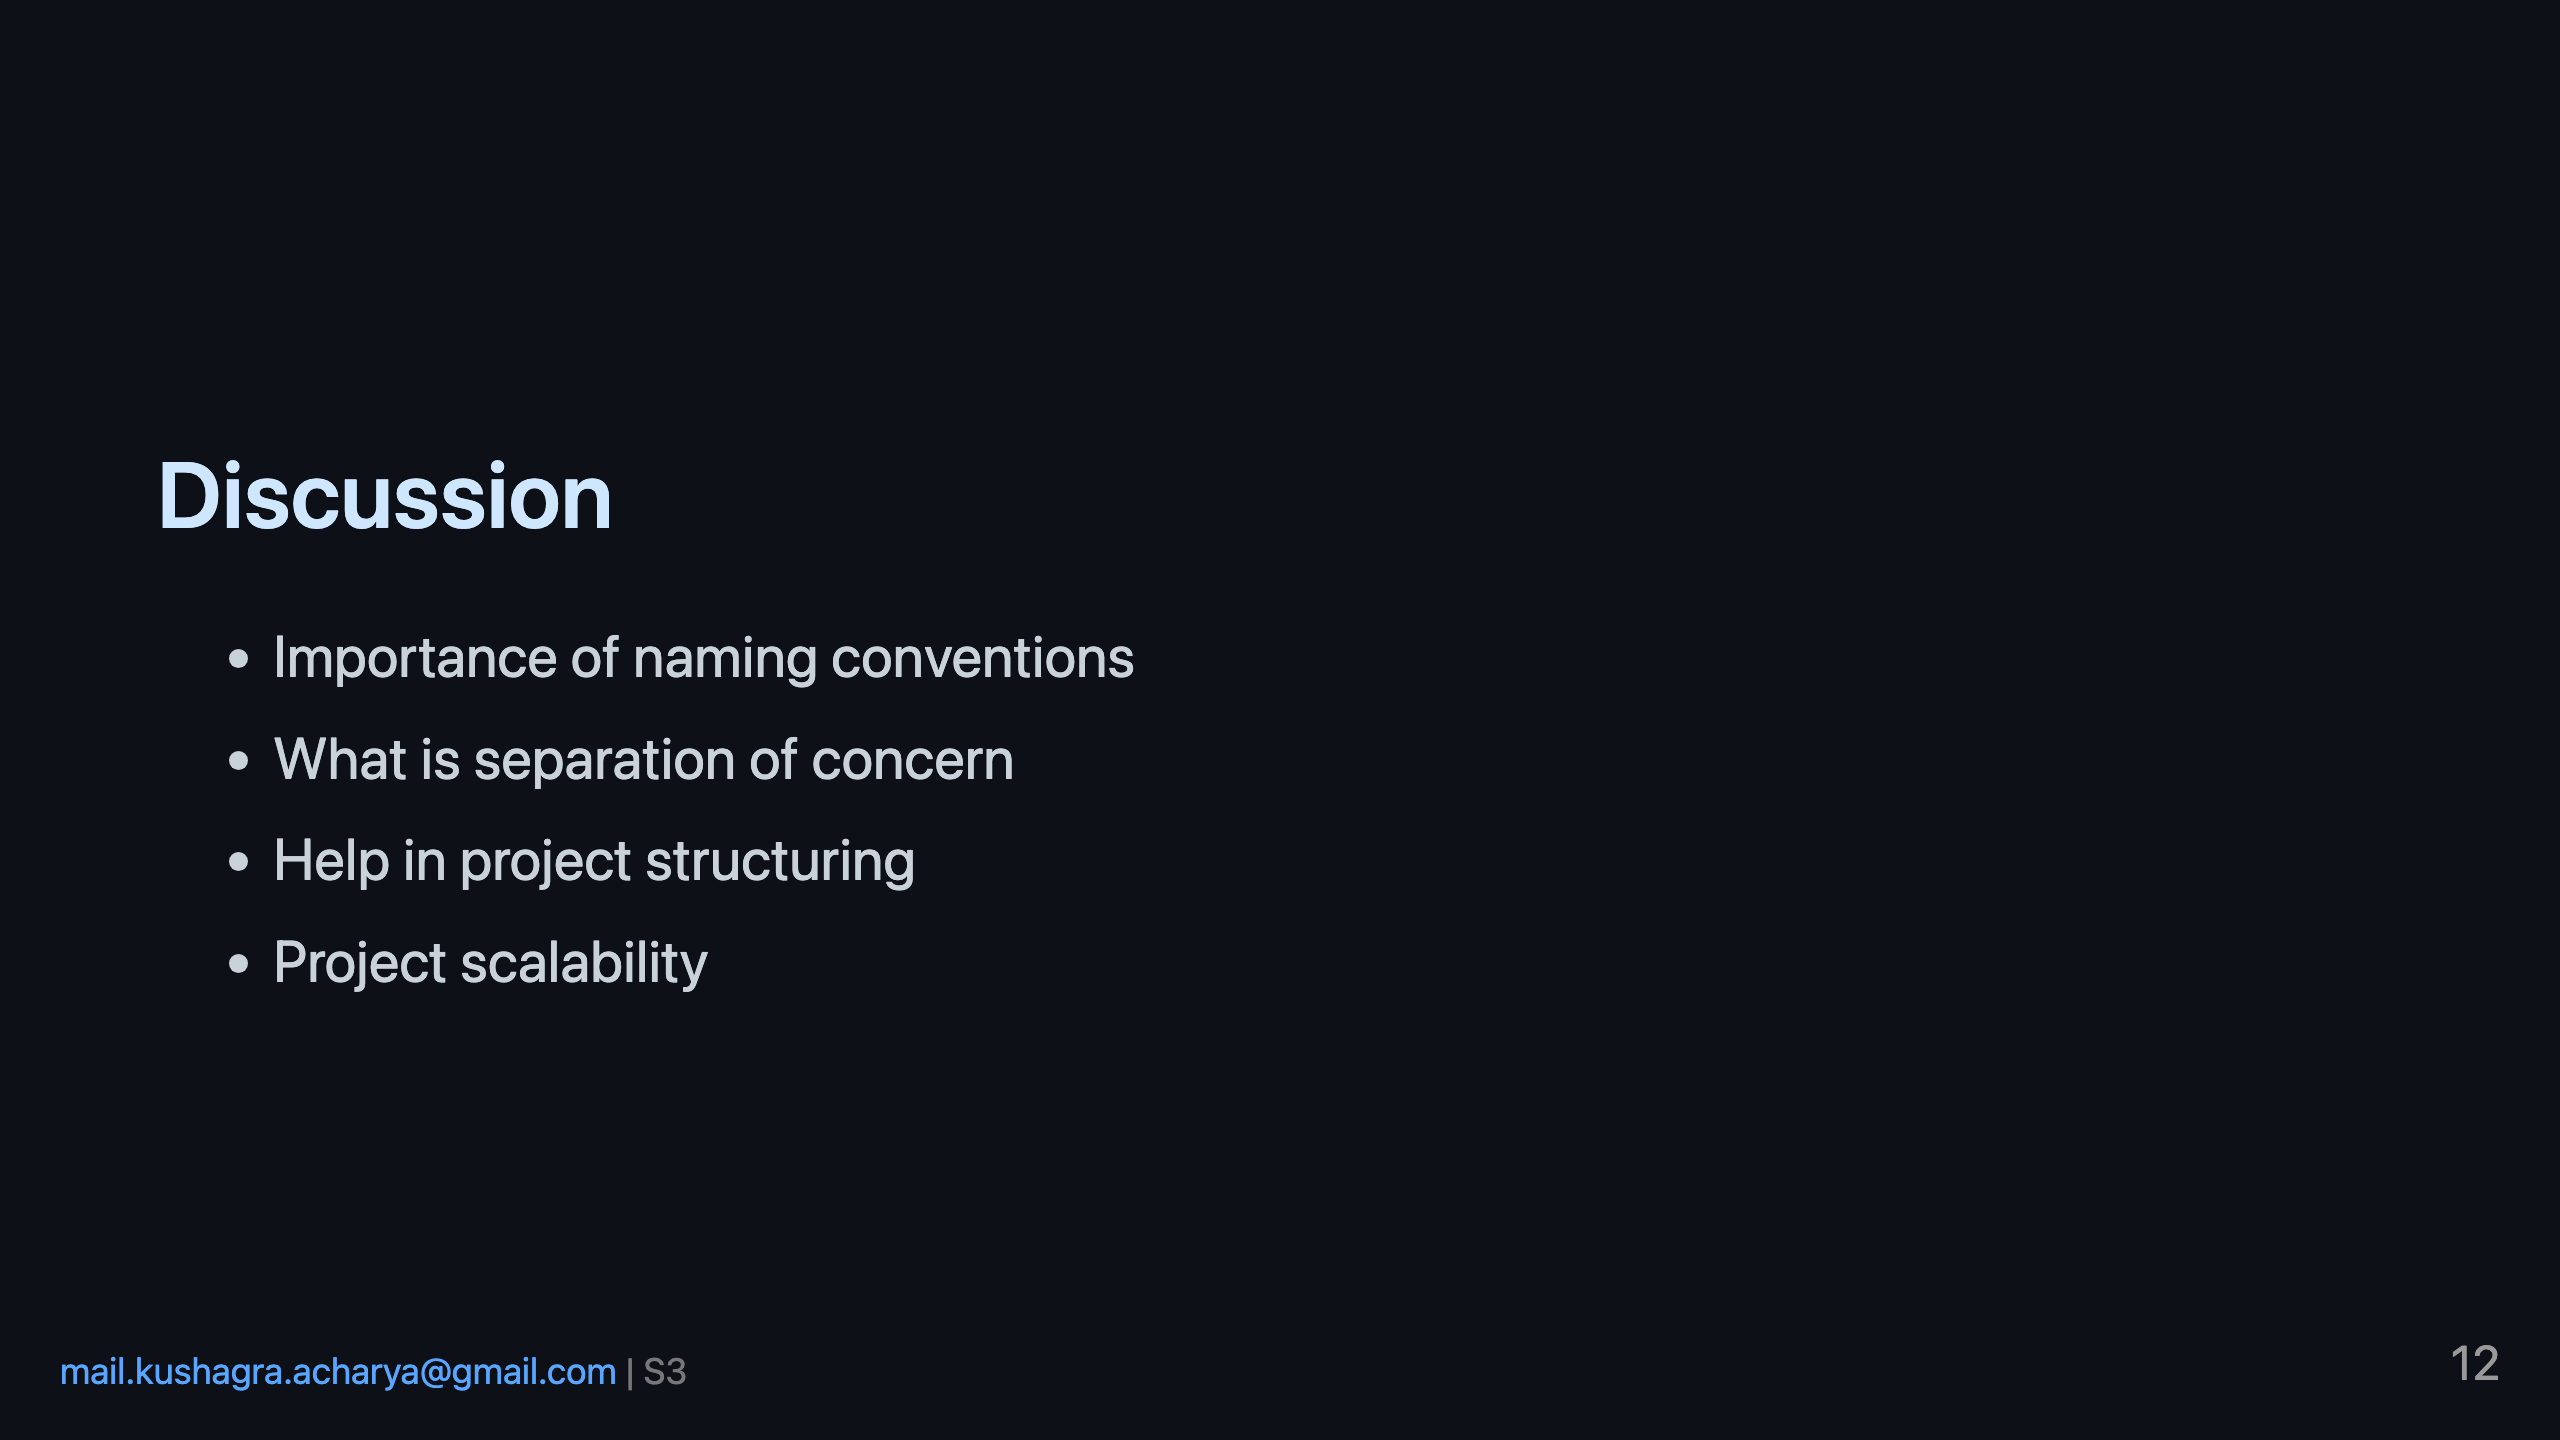 Discussion
• Importance of naming conventions
• What is separation of concern
• Help in project structuring
• Project scalability
mail.kushagra.acharya@gmail.com | S3
12